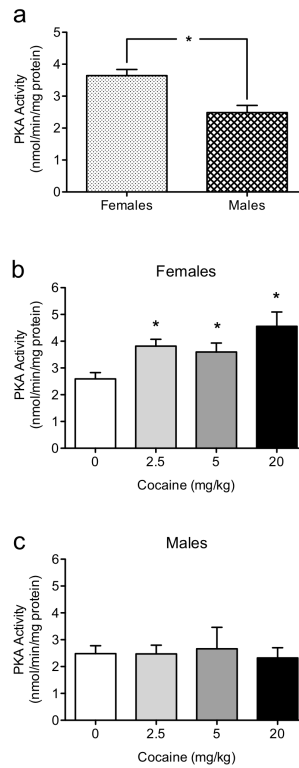 a
*
PKA Activity
(nmol/min/mg protein)
5
4
3
2
1
0
Females Males
b
Females
PKA Activity
(nmol/min/mg protein)
6
5
4
3
2
1
0
* * *
0 2.5 5 20
Cocaine (mg/kg)
c
Males
PKA Activity
(nmol/min/mg protein)
6
5
4
3
2
1
0
0 2.5 5 20
Cocaine (mg/kg)